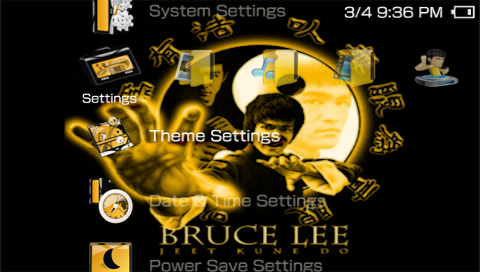 System Settings
3/4 9:36 PM
Settings
Theme Settings
Date & Time Settings
BRUCE LEE
JEET KUNE DO
Power Save Settings